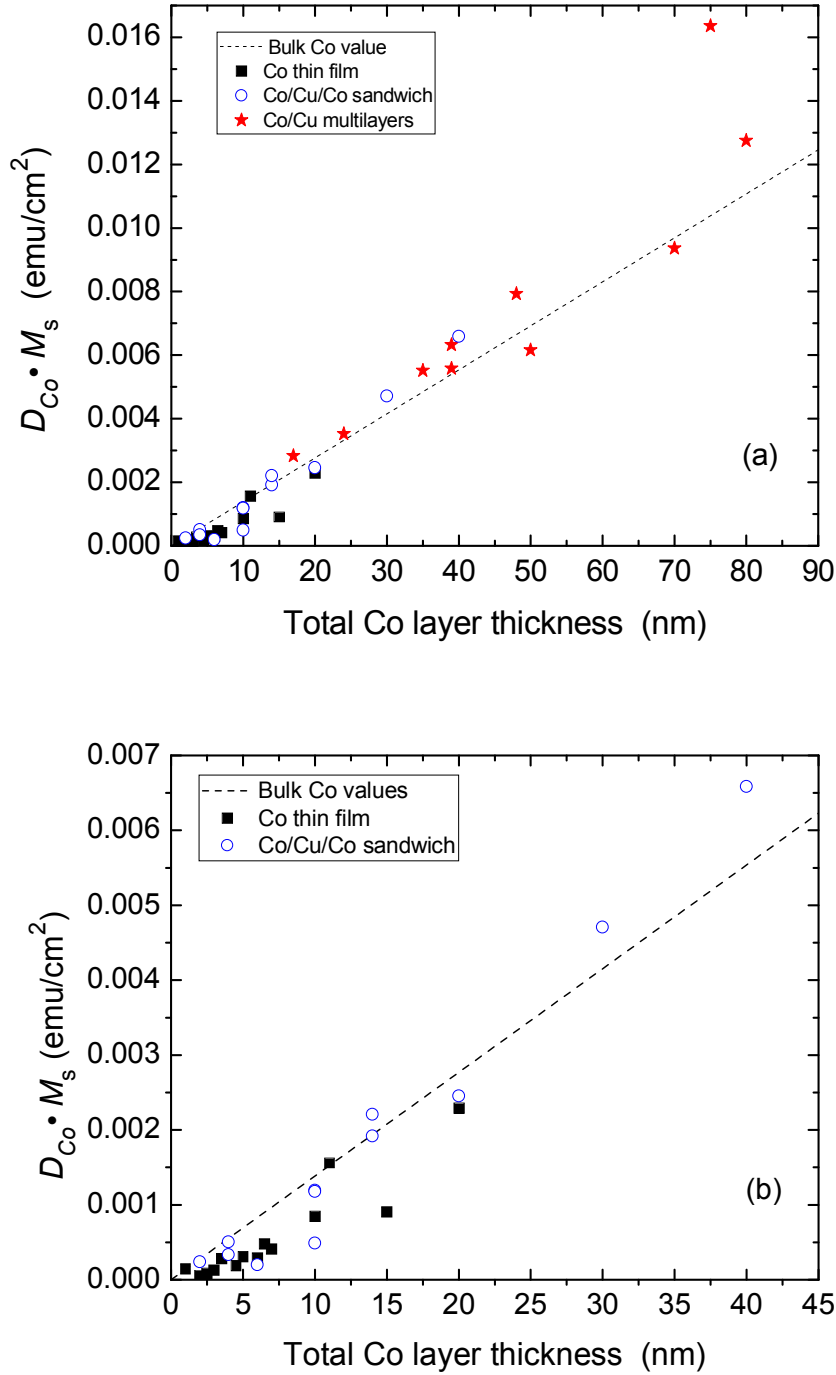 0.016
0.014
0.012
0.010
0.008
0.006
0.004
0.002
0.000
D_Co • M_s (emu/cm²)
Bulk Co value
Co thin film
Co/Cu/Co sandwich
Co/Cu multilayers
(a)
0 10 20 30 40 50 60 70 80 90
Total Co layer thickness (nm)
0.007
0.006
0.005
0.004
0.003
0.002
0.001
0.000
D_Co • M_s (emu/cm²)
Bulk Co values
Co thin film
Co/Cu/Co sandwich
(b)
0 5 10 15 20 25 30 35 40 45
Total Co layer thickness (nm)